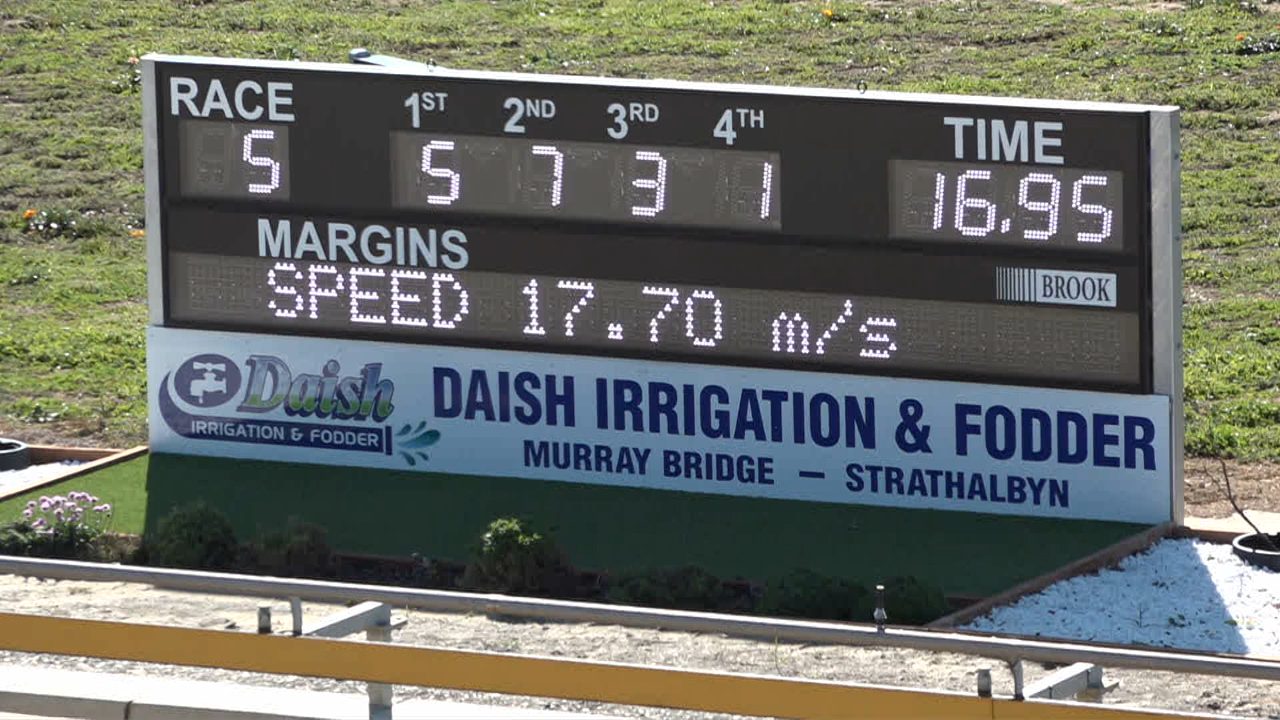 RACE 1ST 2ND 3RD 4TH TIME
5 5 7 3 1 16.95
MARGINS
BROOK
SPEED 17.70 m/s
Daish
IRRIGATION & FODDER
DAISH IRRIGATION & FODDER
MURRAY BRIDGE — STRATHALBYN